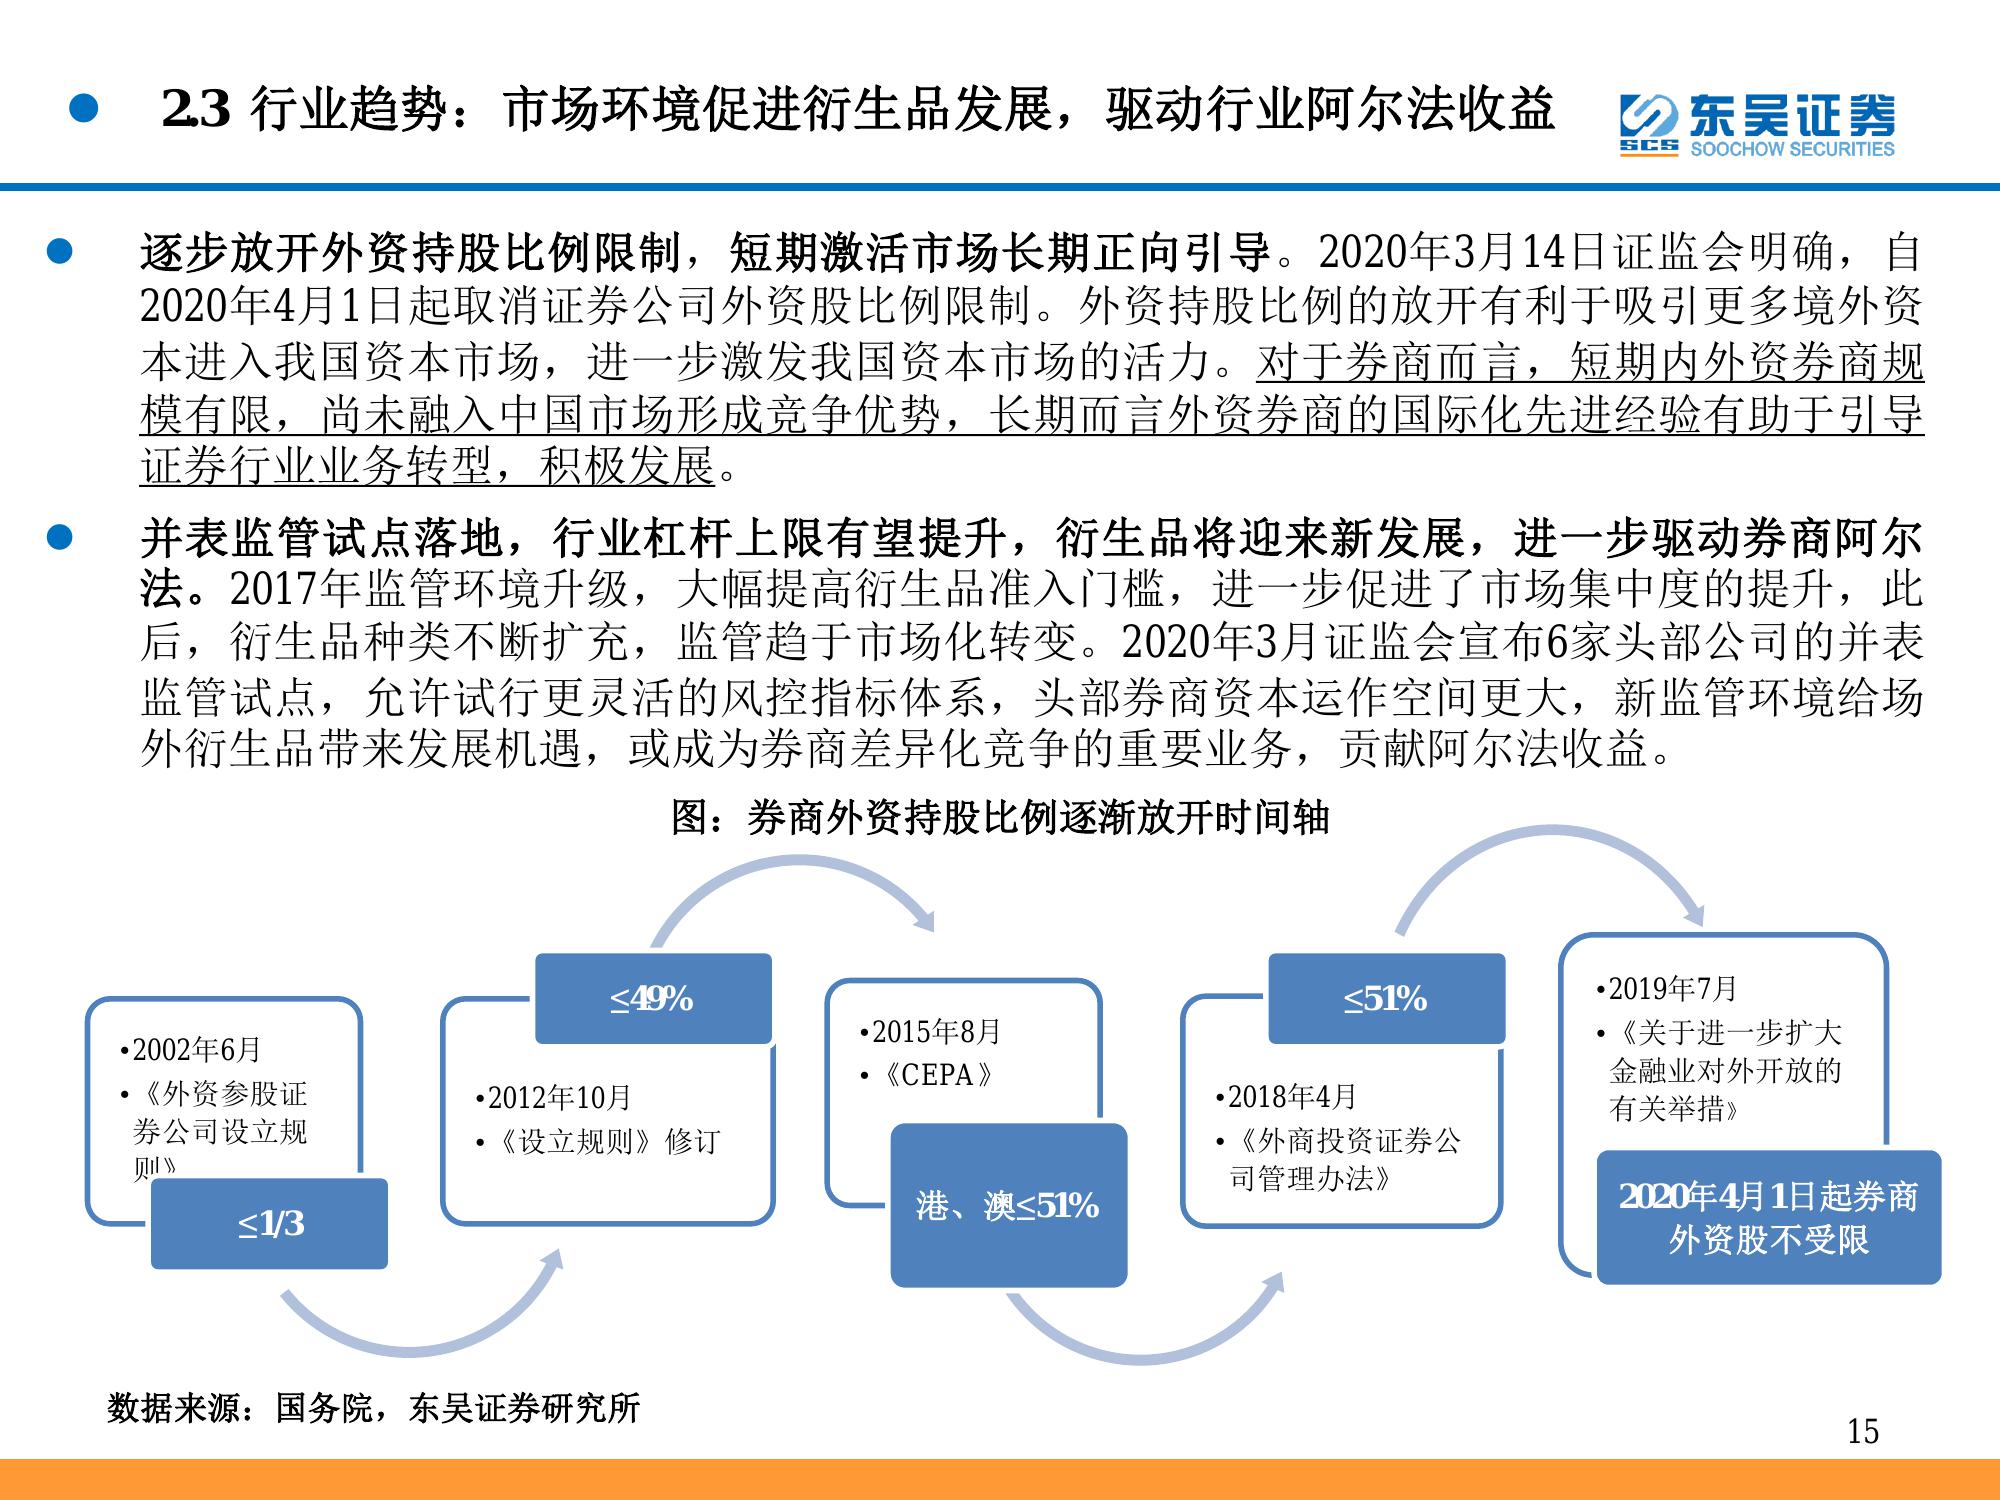 2.3 行业趋势：市场环境促进衍生品发展，驱动行业阿尔法收益
东吴证券
SCS
SOOCHOW SECURITIES
逐步放开外资持股比例限制，短期激活市场长期正向引导。2020年3月14日证监会明确，自
2020年4月1日起取消证券公司外资股比例限制。外资持股比例的放开有利于吸引更多境外资
本进入我国资本市场，进一步激发我国资本市场的活力。对于券商而言，短期内外资券商规
模有限，尚未融入中国市场形成竞争优势，长期而言外资券商的国际化先进经验有助于引导
证券行业业务转型，积极发展。
并表监管试点落地，行业杠杆上限有望提升，衍生品将迎来新发展，进一步驱动券商阿尔
法。2017年监管环境升级，大幅提高衍生品准入门槛，进一步促进了市场集中度的提升，此
后，衍生品种类不断扩充，监管趋于市场化转变。2020年3月证监会宣布6家头部公司的并表
监管试点，允许试行更灵活的风控指标体系，头部券商资本运作空间更大，新监管环境给场
外衍生品带来发展机遇，或成为券商差异化竞争的重要业务，贡献阿尔法收益。
图：券商外资持股比例逐渐放开时间轴
•2002年6月
•《外资参股证
券公司设立规
则》
≤1/3
≤49%
•2012年10月
•《设立规则》修订
•2015年8月
•《CEPA》
港、澳≤51%
≤51%
•2018年4月
•《外商投资证券公
司管理办法》
•2019年7月
•《关于进一步扩大
金融业对外开放的
有关举措》
2020年4月1日起券商
外资股不受限
数据来源：国务院，东吴证券研究所
15